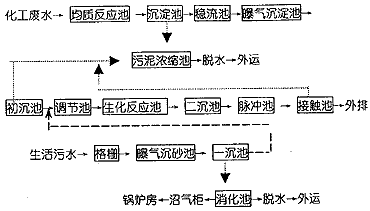 化工废水 均质反应池 沉淀池 稳流池 曝气沉淀池
污泥浓缩池 脱水 外运
初沉池 调节池 生化反应池 二沉池 脉冲池 接触池 外排
生活污水 格栅 曝气沉砂池 一沉池
锅炉房 沼气柜 消化池 脱水 外运